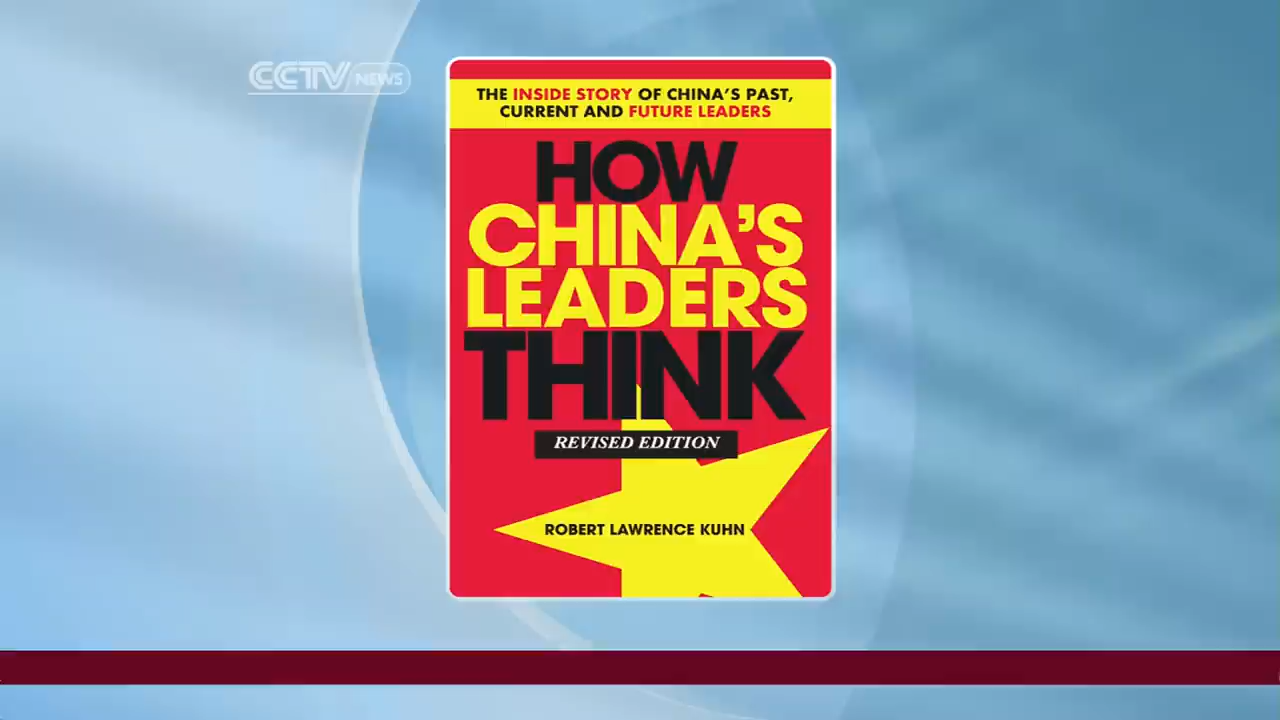 CCTV NEWS
THE INSIDE STORY OF CHINA'S PAST,
CURRENT AND FUTURE LEADERS
HOW
CHINA'S
LEADERS
THINK
REVISED EDITION
ROBERT LAWRENCE KUHN